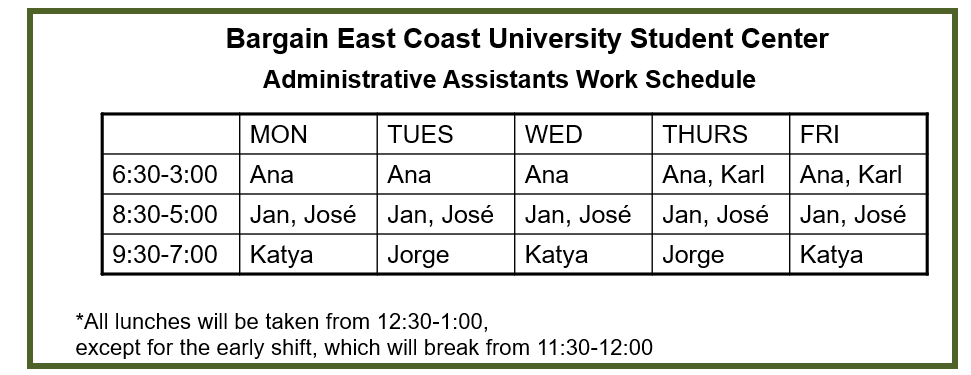 Bargain East Coast University Student Center
Administrative Assistants Work Schedule
MON TUES WED THURS FRI
6:30-3:00 Ana Ana Ana Ana, Karl Ana, Karl
8:30-5:00 Jan, José Jan, José Jan, José Jan, José Jan, José
9:30-7:00 Katya Jorge Katya Jorge Katya
*All lunches will be taken from 12:30-1:00,
except for the early shift, which will break from 11:30-12:00